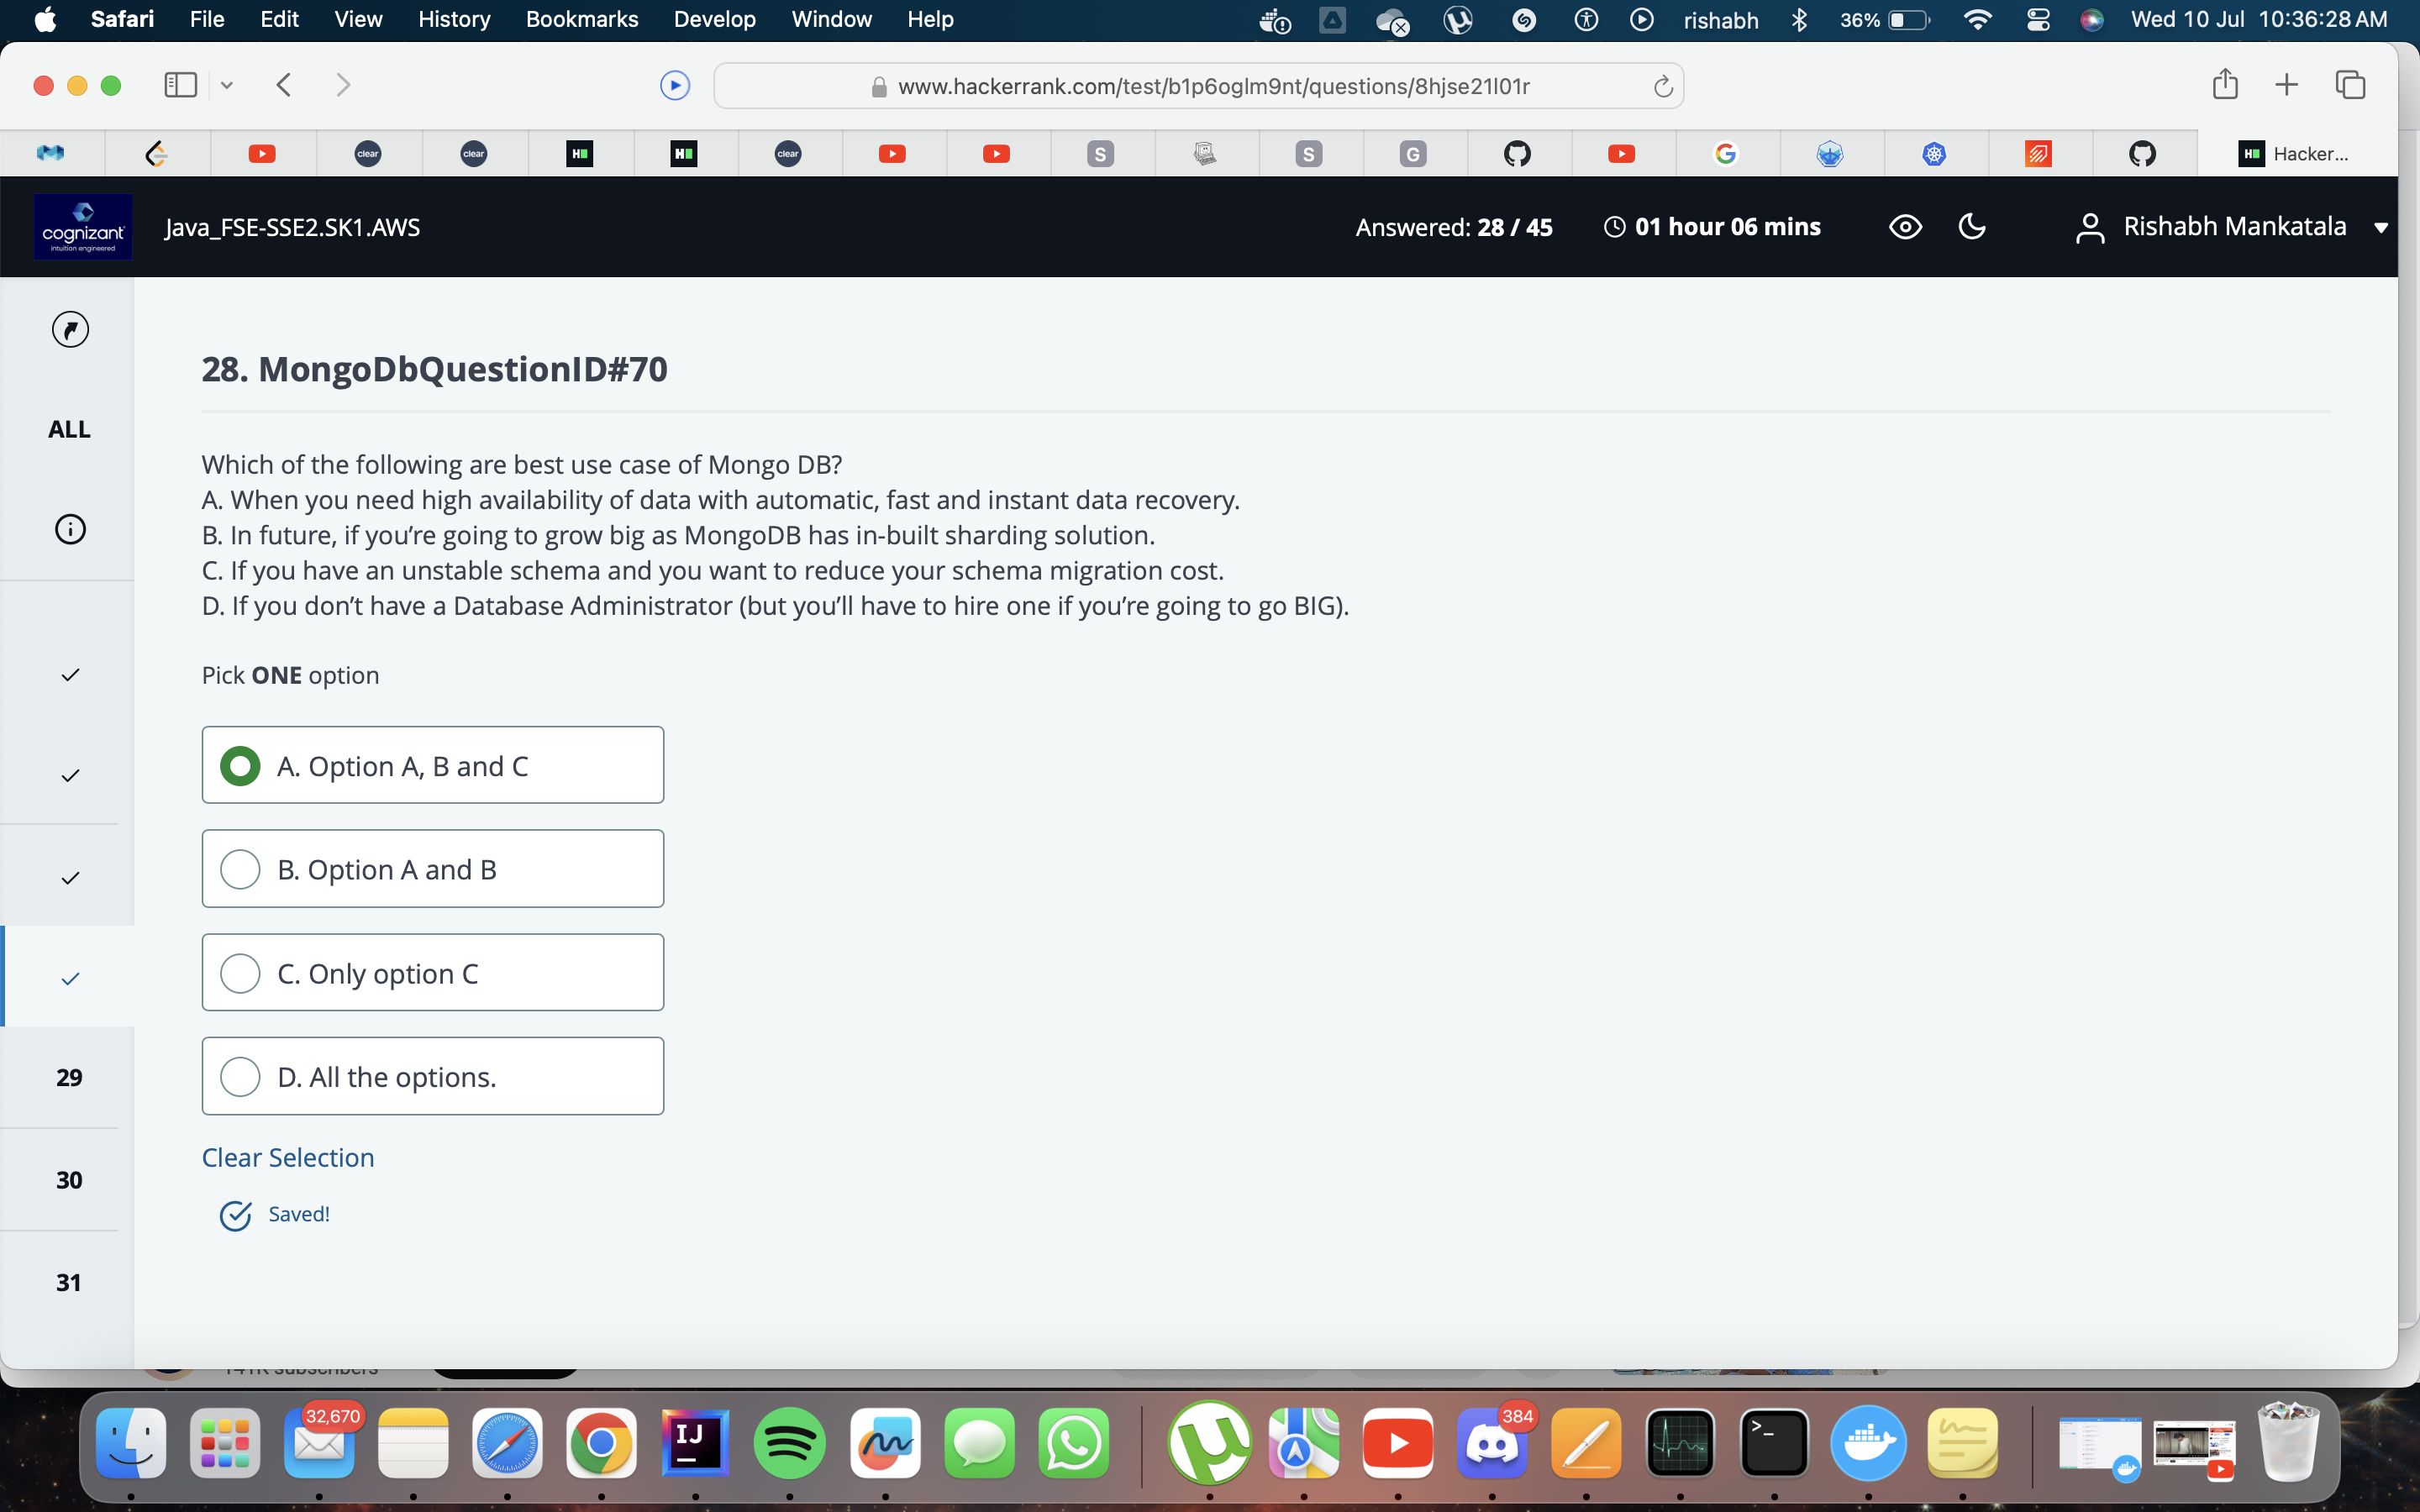 Safari File Edit View History Bookmarks Develop Window Help rishabh 36% Wed 10 Jul 10:36:28 AM
www.hackerrank.com/test/b1p6oglm9nt/questions/8hjse21l01r
clear clear H H clear S S G H Hacker...
cognizant
intuition engineered
Java_FSE-SSE2.SK1.AWS
Answered: 28 / 45
01 hour 06 mins
Rishabh Mankatala
ALL
28. MongoDbQuestionID#70
Which of the following are best use case of Mongo DB?
A. When you need high availability of data with automatic, fast and instant data recovery.
B. In future, if you’re going to grow big as MongoDB has in-built sharding solution.
C. If you have an unstable schema and you want to reduce your schema migration cost.
D. If you don’t have a Database Administrator (but you’ll have to hire one if you’re going to go BIG).
Pick ONE option
A. Option A, B and C
B. Option A and B
C. Only option C
D. All the options.
Clear Selection
Saved!
29
30
31
32,670
IJ
384